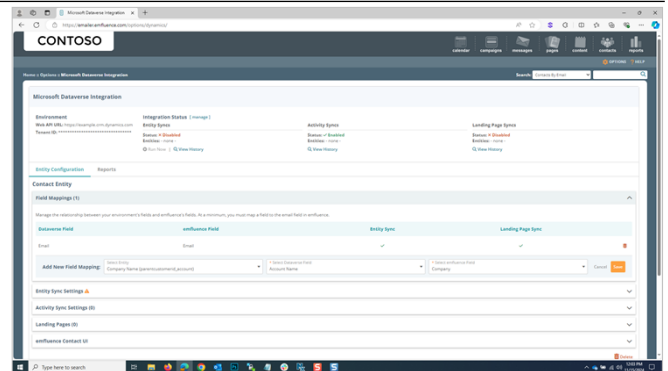 Microsoft Dataverse Integration
https://emailer.emfluence.com/options/dynamics/
CONTOSO
calendar campaigns messages pages content contacts reports
OPTIONS HELP
Home > Options > Microsoft Dataverse Integration
Search: Contacts By Email
Microsoft Dataverse Integration
Environment
Web API URL: https://example.crm.dynamics.com
Tenant ID: ********************************
Integration Status [manage]
Entity Syncs
Status: × Disabled
Entities: - none -
Run Now | View History
Activity Syncs
Status: ✓ Enabled
Entities: - none -
View History
Landing Page Syncs
Status: × Disabled
Entities: - none -
View History
Entity Configuration Reports
Contact Entity
Field Mappings (1)
Manage the relationship between your environment's fields and emfluence's fields. At a minimum, you must map a field to the email field in emfluence.
Dataverse Field emfluence Field Entity Sync Landing Page Sync
Email Email
Add New Field Mapping:
Select Entity
Company Name (parentcustomerid_account)
* Select Dataverse Field
Account Name
* Select emfluence Field
Company
Cancel Save
Entity Sync Settings
Activity Sync Settings (0)
Landing Pages (0)
emfluence Contact UI
Delete
Type here to search
12:03 PM